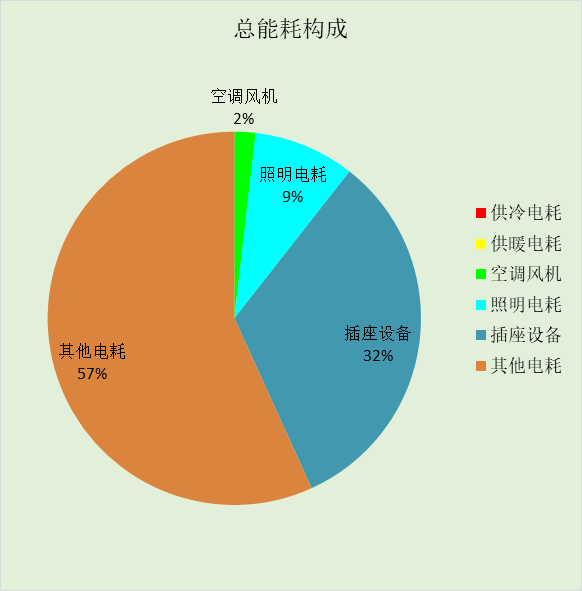 总能耗构成
空调风机
2%
照明电耗
9%
插座设备
32%
其他电耗
57%
供冷电耗
供暖电耗
空调风机
照明电耗
插座设备
其他电耗